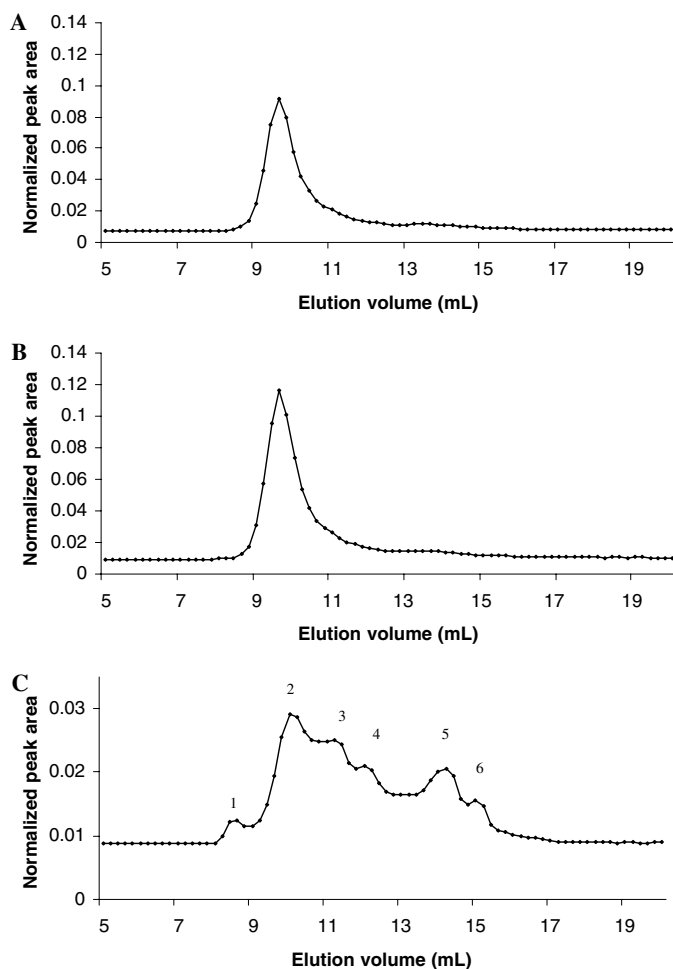 A
Normalized peak area
0.14
0.12
0.1
0.08
0.06
0.04
0.02
0
5 7 9 11 13 15 17 19
Elution volume (mL)
B
Normalized peak area
0.14
0.12
0.1
0.08
0.06
0.04
0.02
0
5 7 9 11 13 15 17 19
Elution volume (mL)
C
Normalized peak area
0.03
0.02
0.01
0
1 2 3 4 5 6
5 7 9 11 13 15 17 19
Elution volume (mL)